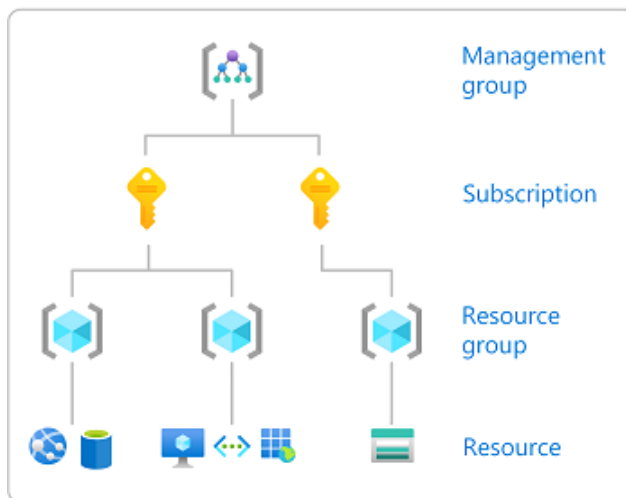 Management
group
Subscription
Resource
group
Resource